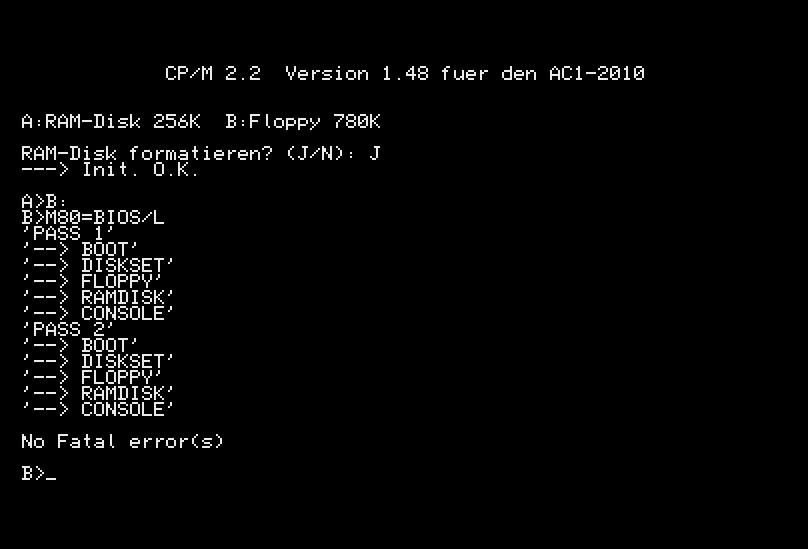 CP/M 2.2  Version 1.48 fuer den AC1-2010
A:RAM-Disk 256K  B:Floppy 780K
RAM-Disk formatieren? (J/N): J
---> Init. O.K.
A>B:
B>M80=BIOS/L
'PASS 1'
'--> BOOT'
'--> DISKSET'
'--> FLOPPY'
'--> RAMDISK'
'--> CONSOLE'
'PASS 2'
'--> BOOT'
'--> DISKSET'
'--> FLOPPY'
'--> RAMDISK'
'--> CONSOLE'
No Fatal error(s)
B>_